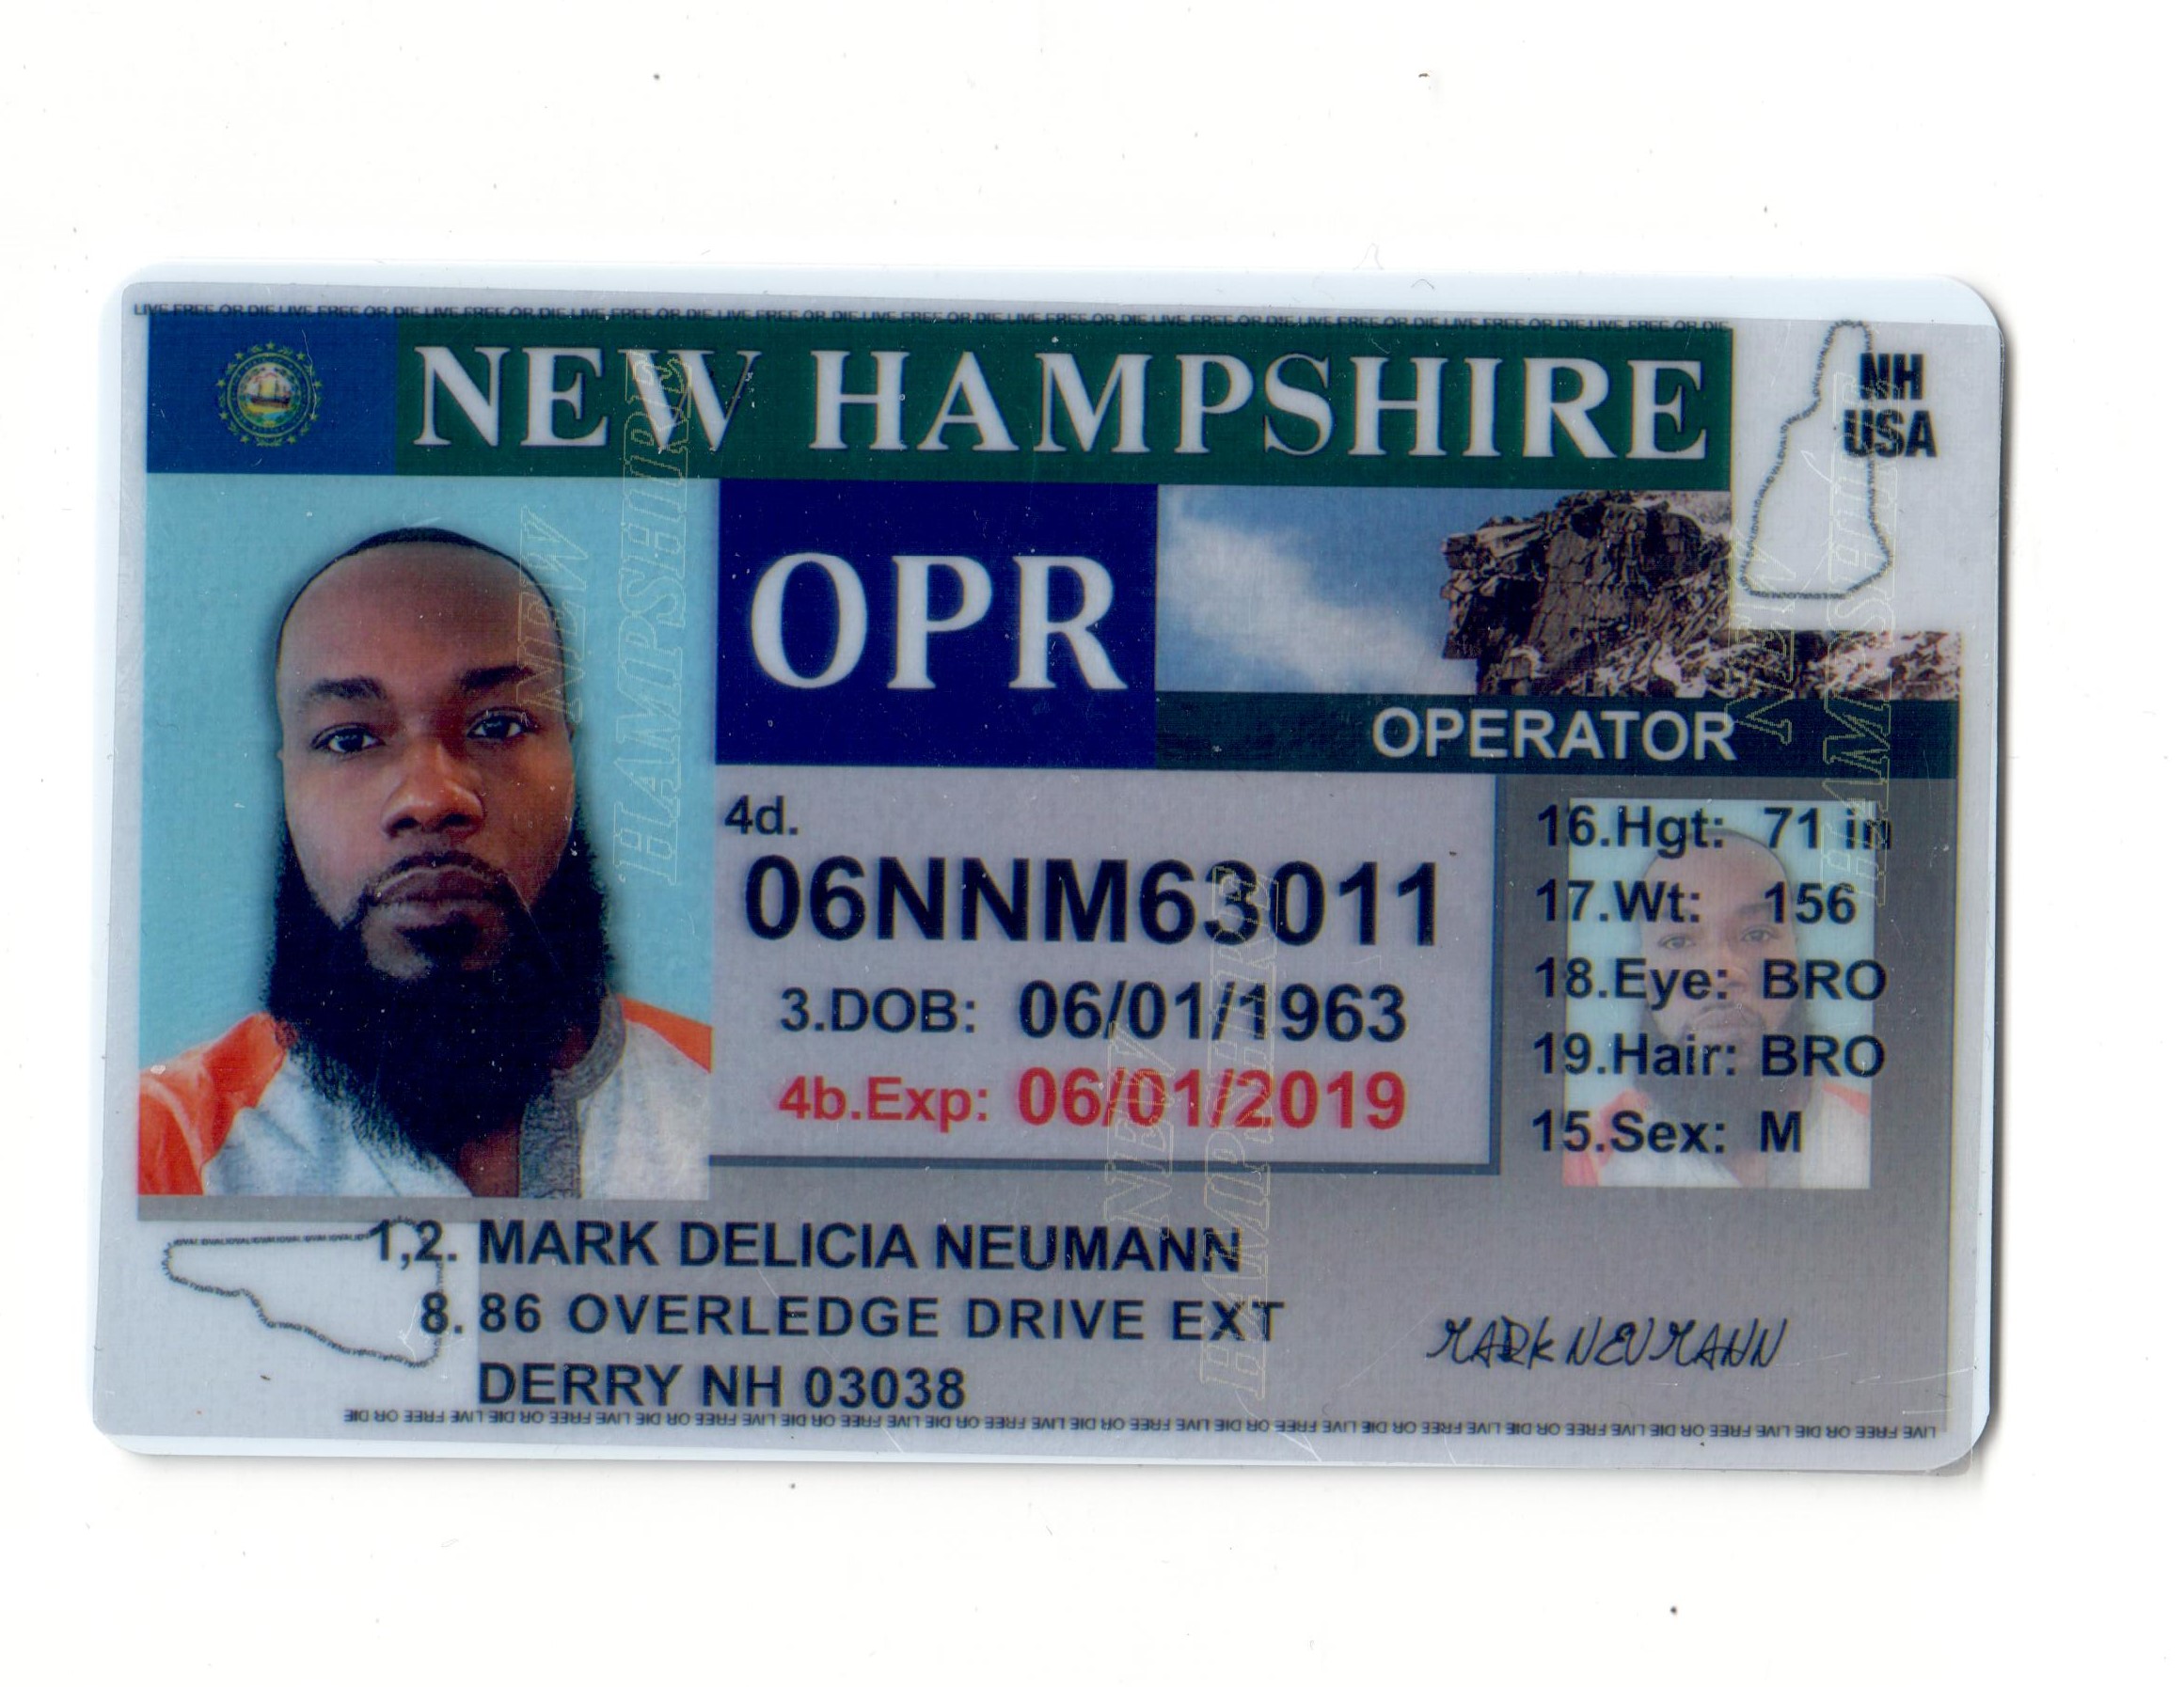 LIVE FREE OR DIE LIVE FREE OR DIE LIVE FREE OR DIE LIVE FREE OR DIE LIVE FREE OR DIE LIVE FREE OR DIE LIVE FREE OR DIE LIVE FREE OR DIE LIVE FREE OR DIE LIVE FREE OR DIE LIVE FREE OR DIE
NEW HAMPSHIRE
NH
USA
OPR
OPERATOR
4d.
06NNM63011
3.DOB: 06/01/1963
4b.Exp: 06/01/2019
16.Hgt: 71 in
17.Wt: 156
18.Eye: BRO
19.Hair: BRO
15.Sex: M
1,2. MARK DELICIA NEUMANN
8. 86 OVERLEDGE DRIVE EXT
DERRY NH 03038
MARK NEUMANN
LIVE FREE OR DIE LIVE FREE OR DIE LIVE FREE OR DIE LIVE FREE OR DIE LIVE FREE OR DIE LIVE FREE OR DIE LIVE FREE OR DIE LIVE FREE OR DIE LIVE FREE OR DIE LIVE FREE OR DIE LIVE FREE OR DIE
NEW
HAMPSHIRE
NEW
HAMPSHIRE
NEW
HAMPSHIRE